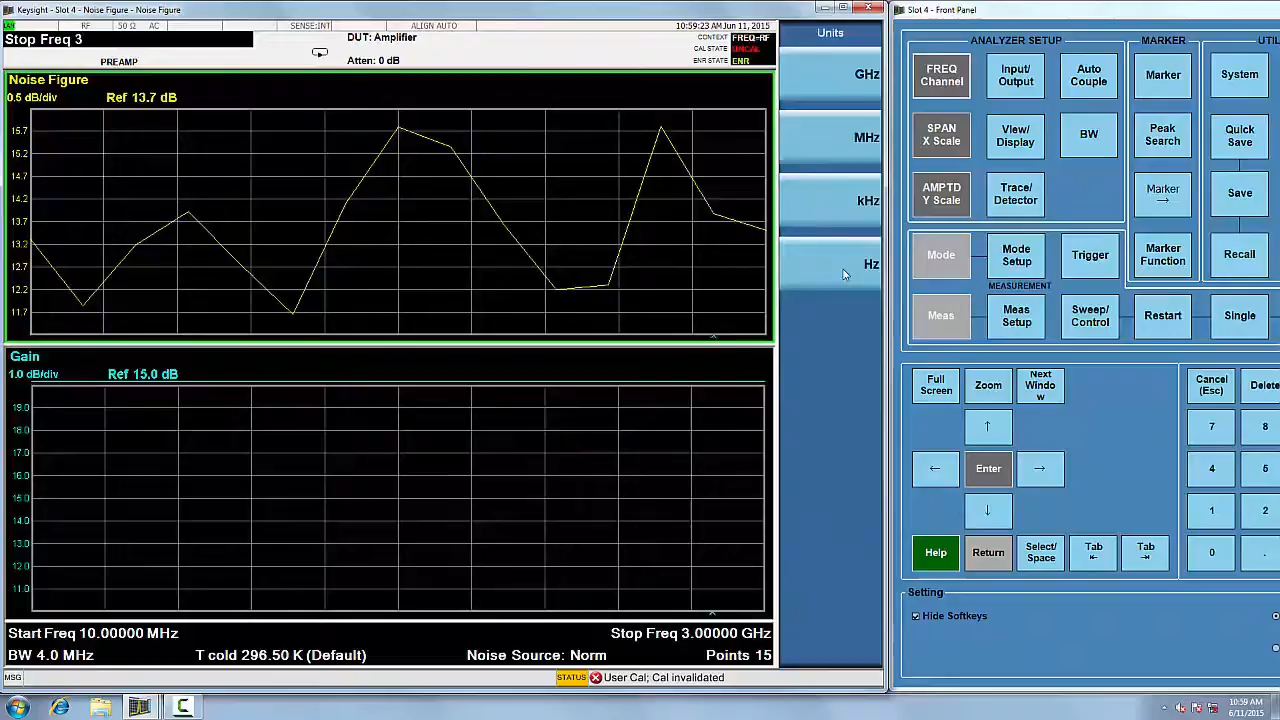 Keysight - Slot 4 - Noise Figure - Noise Figure
RF 50 Ω AC SENSE:INT ALIGN AUTO 10:59:23 AM Jun 11, 2015
Stop Freq 3
DUT: Amplifier
CONTEXT FREQ=RF
CAL STATE UNCAL
PREAMP
Atten: 0 dB
ENR STATE ENR
Noise Figure
0.5 dB/div Ref 13.7 dB
15.7
15.2
14.7
14.2
13.7
13.2
12.7
12.2
11.7
Gain
1.0 dB/div Ref 15.0 dB
19.0
18.0
17.0
16.0
15.0
14.0
13.0
12.0
11.0
Start Freq 10.00000 MHz Stop Freq 3.00000 GHz
BW 4.0 MHz T cold 296.50 K (Default) Noise Source: Norm Points 15
MSG STATUS User Cal; Cal invalidated
Units
GHz
MHz
kHz
Hz
Slot 4 - Front Panel
ANALYZER SETUP MARKER UTIL
FREQ
Channel
Input/
Output
Auto
Couple
Marker
System
SPAN
X Scale
View/
Display
BW
Peak
Search
Quick
Save
AMPTD
Y Scale
Trace/
Detector
Marker
→
Save
Mode
Mode
Setup
Trigger
Marker
Function
Recall
MEASUREMENT
Meas
Meas
Setup
Sweep/
Control
Restart
Single
Full
Screen
Zoom
Next
Windo
w
Cancel
(Esc)
Delete
↑
7 8
←
Enter
→
4 5
↓
1 2
Help
Return
Select/
Space
Tab
⇤
Tab
⇥
0 .
Setting
Hide Softkeys
10:59 AM
6/11/2015